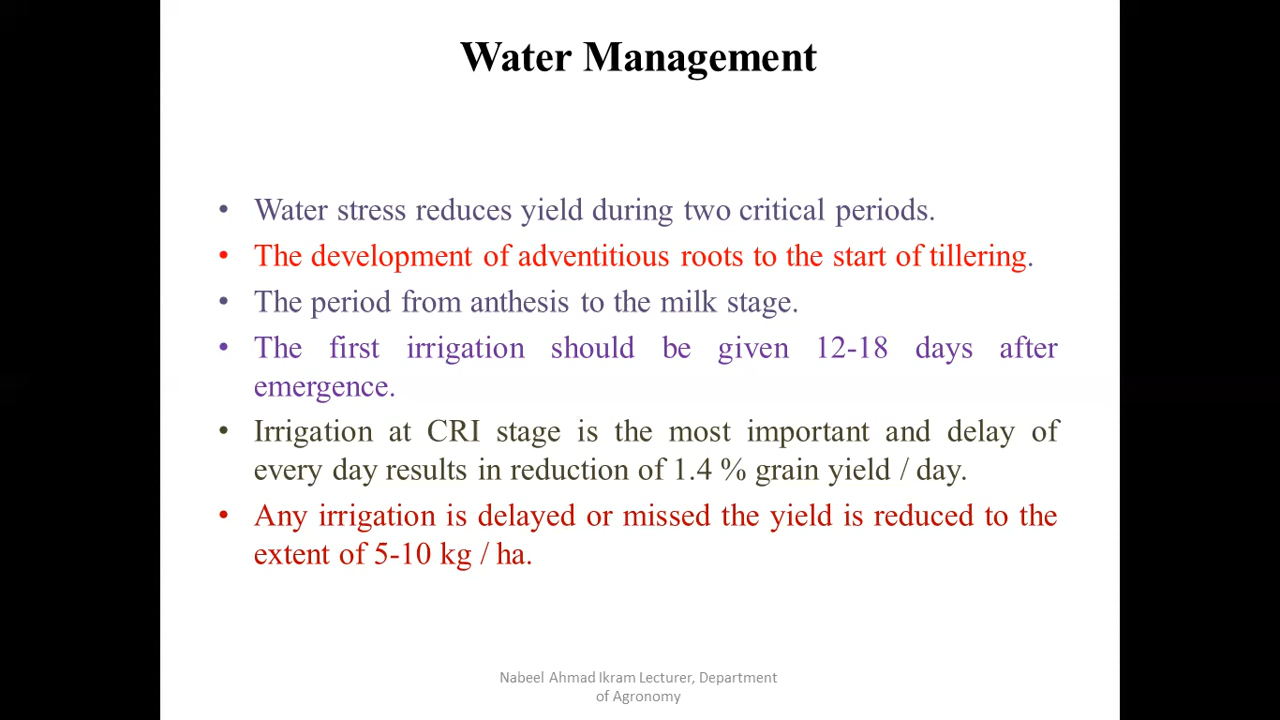 Water Management
• Water stress reduces yield during two critical periods.
• The development of adventitious roots to the start of tillering.
• The period from anthesis to the milk stage.
• The first irrigation should be given 12-18 days after
emergence.
• Irrigation at CRI stage is the most important and delay of
every day results in reduction of 1.4 % grain yield / day.
• Any irrigation is delayed or missed the yield is reduced to the
extent of 5-10 kg / ha.
Nabeel Ahmad Ikram Lecturer, Department
of Agronomy